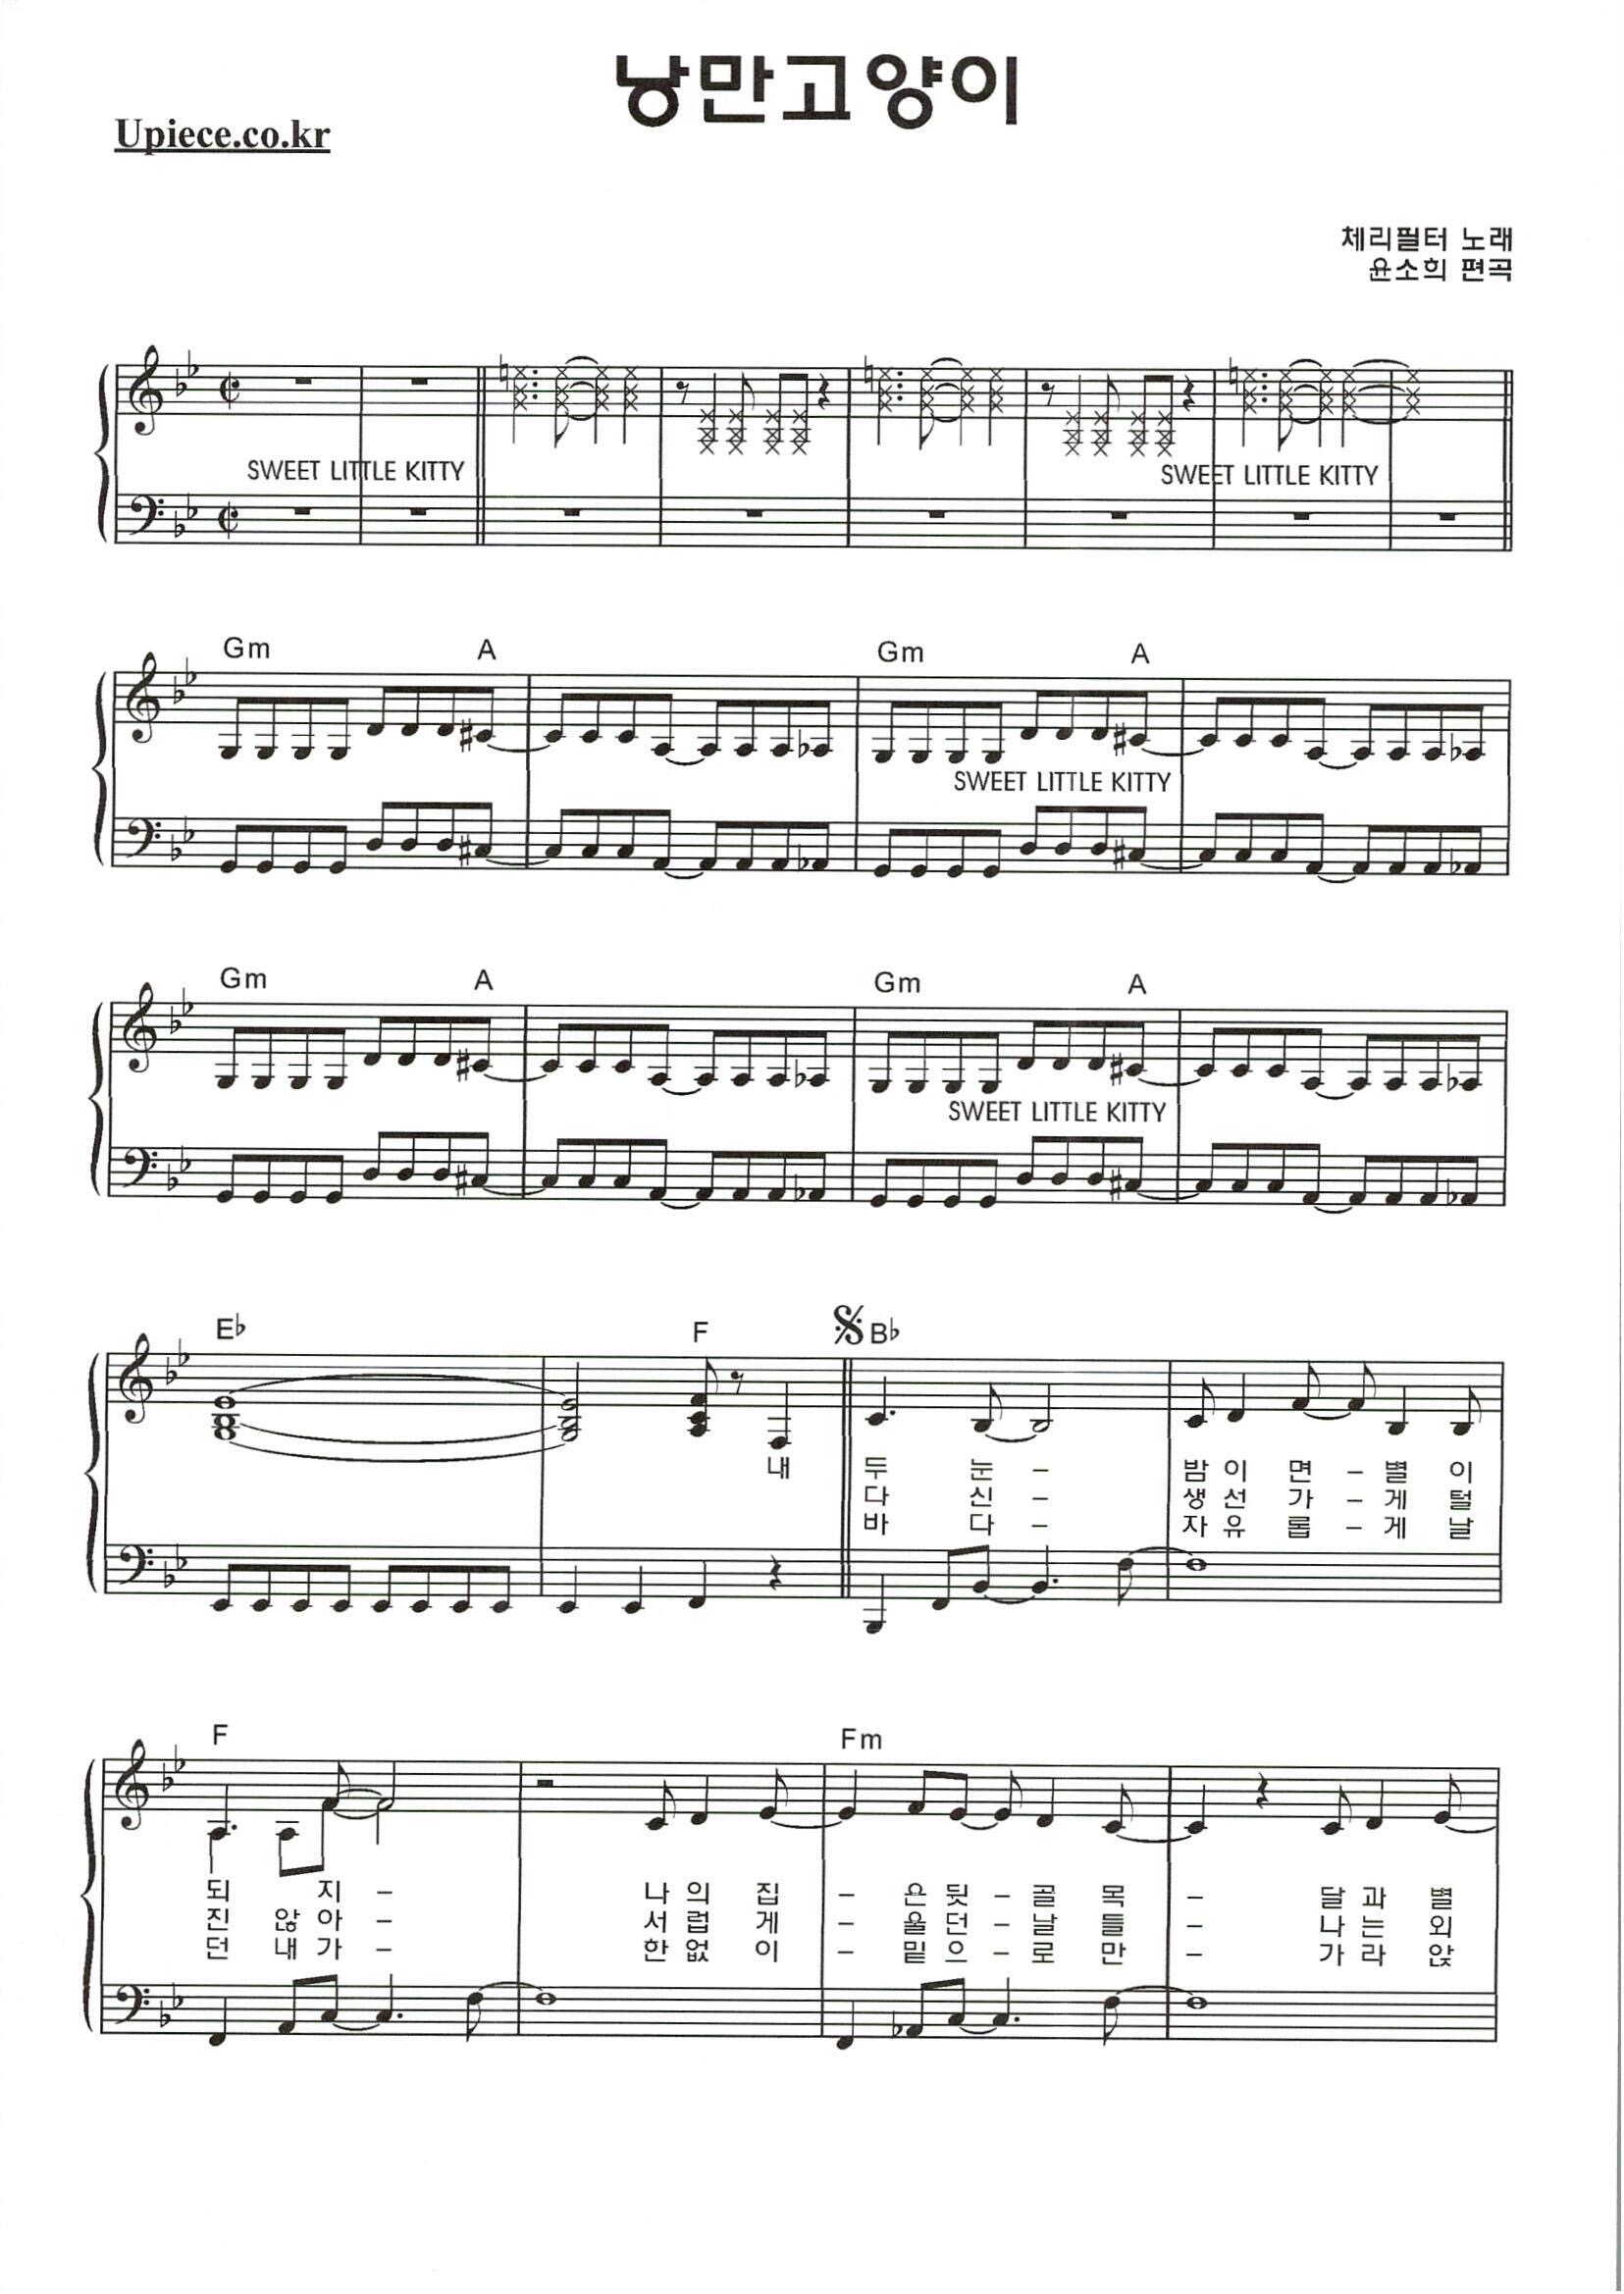 낭만고양이
Upiece.co.kr
체리필터 노래
윤소희 편곡
SWEET LITTLE KITTY SWEET LITTLE KITTY
Gm A Gm A
SWEET LITTLE KITTY
Gm A Gm A
SWEET LITTLE KITTY
E♭ F B♭
내 두 눈 – 밤 이 면 – 별 이
다 신 – 생 선 가 – 게 털
바 다 – 자 유 롭 – 게 날
F Fm
되 지 – 나 의 집 – 은 뒷 – 골 목 – 달 과 별
진 않 아 – 서 럽 게 – 울 던 – 날 들 – 나 는 외
던 내 가 – 한 없 이 – 밑 으 – 로 만 – 가 라 앉